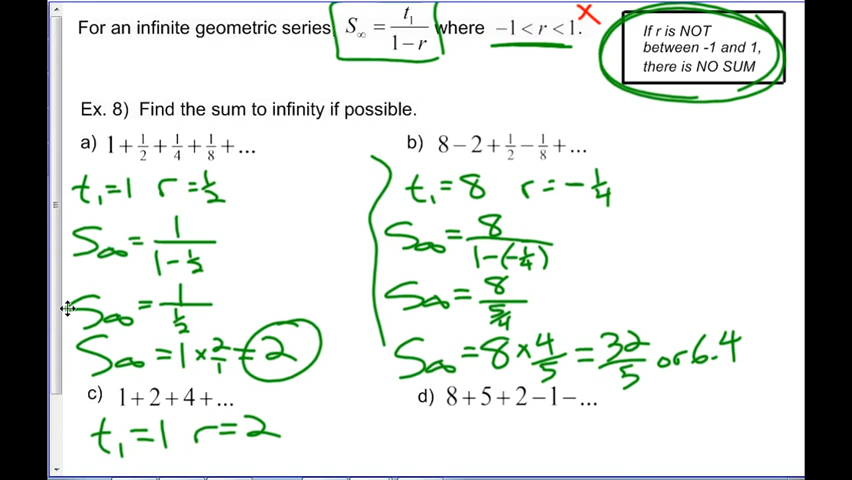 For an infinite geometric series, S∞ = t₁/(1−r) where −1 < r < 1.
If r is NOT
between -1 and 1,
there is NO SUM
Ex. 8) Find the sum to infinity if possible.
a) 1 + 1/2 + 1/4 + 1/8 + ...
t₁ = 1 r = 1/2
S∞ = 1/(1 − 1/2)
S∞ = 1/(1/2)
S∞ = 1 × 2/1 = 2
b) 8 − 2 + 1/2 − 1/8 + ...
t₁ = 8 r = −1/4
S∞ = 8/(1−(−1/4))
S∞ = 8/(5/4)
S∞ = 8 × 4/5 = 32/5 or 6.4
c) 1 + 2 + 4 + ...
t₁ = 1 r = 2
d) 8 + 5 + 2 − 1 − ...